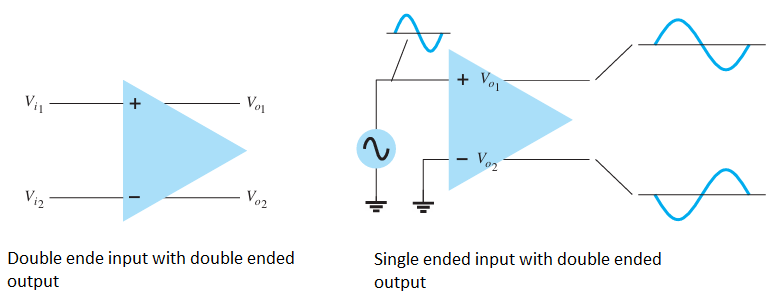 Vi1
+
Vo1
Vi2
−
Vo2
Double ende input with double ended
output
+ Vo1
− Vo2
Single ended input with double ended
output